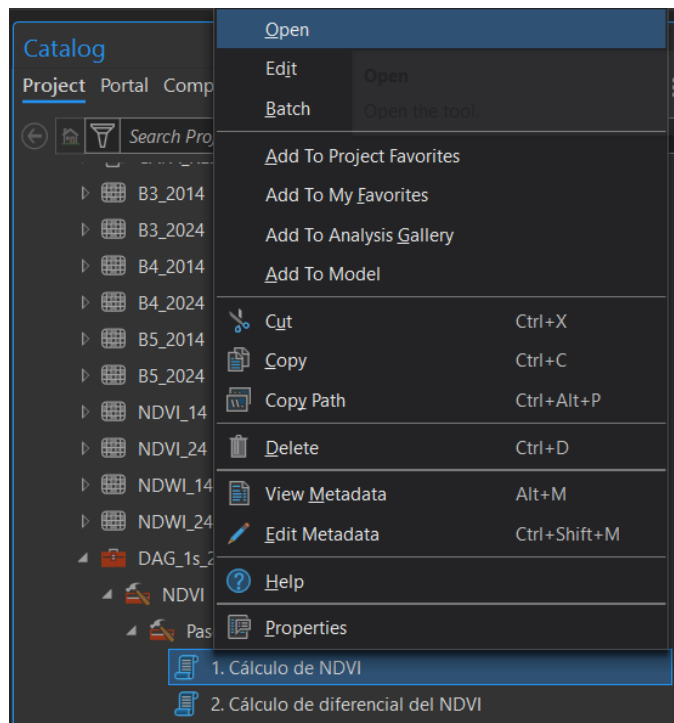 Open
Catalog
Edit
Open
Project Portal Comp
Batch
Open the tool.
Search Proj
Add To Project Favorites
B3_2014
Add To My Favorites
B3_2024
Add To Analysis Gallery
B4_2014
Add To Model
B4_2024
Cut Ctrl+X
B5_2014
Copy Ctrl+C
B5_2024
Copy Path Ctrl+Alt+P
NDVI_14
NDVI_24
Delete Ctrl+D
NDWI_14
View Metadata Alt+M
NDWI_24
Edit Metadata Ctrl+Shift+M
DAG_1s_2
Help
NDVI
Pas
Properties
1. Cálculo de NDVI
2. Cálculo de diferencial del NDVI